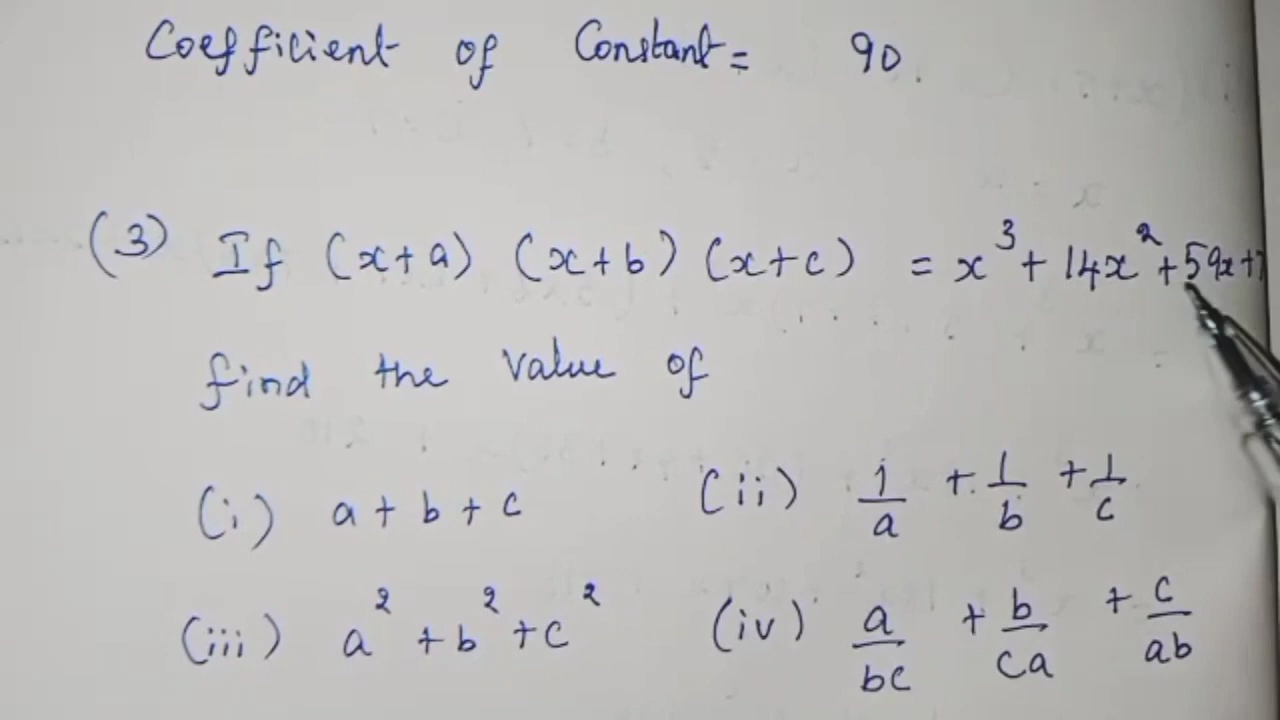 Coefficient of Constant = 90.
(3) If (x+a) (x+b) (x+c) = x³ + 14x² + 59x +
find the value of
(i) a + b + c (ii) 1/a + 1/b + 1/c
(iii) a² + b² + c² (iv) a/bc + b/ca + c/ab